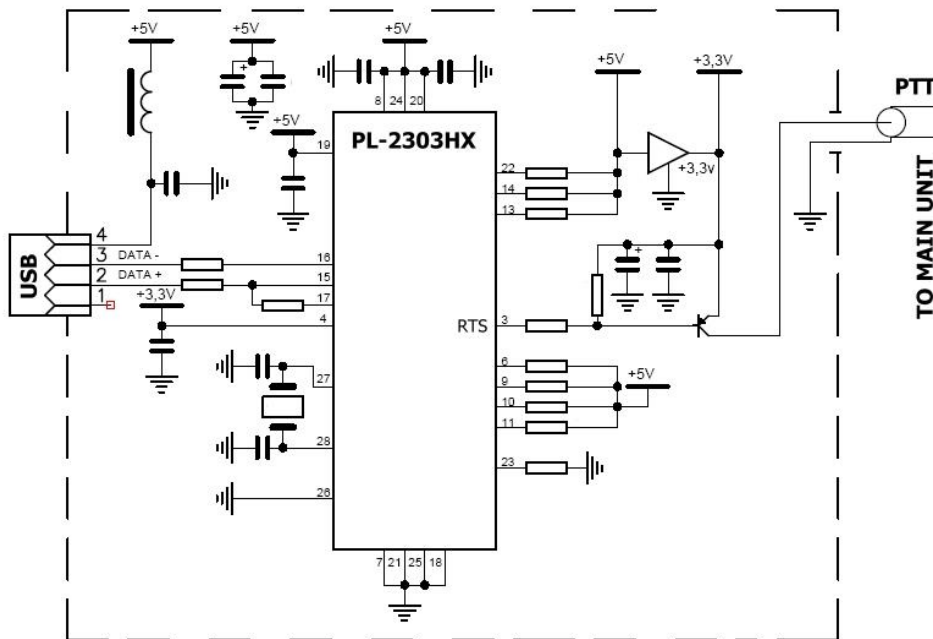 +5V
+5V
+5V
+5V
+3,3V
PTT
8 24 20
+5V
19
PL-2303HX
+3,3v
22
14
13
TO MAIN UNIT
USB
4
3 DATA - 16
2 DATA + 15
1
+3,3V
17
4
RTS 3
27
28
26
6
9
10
11
+5V
23
7 21 25 18